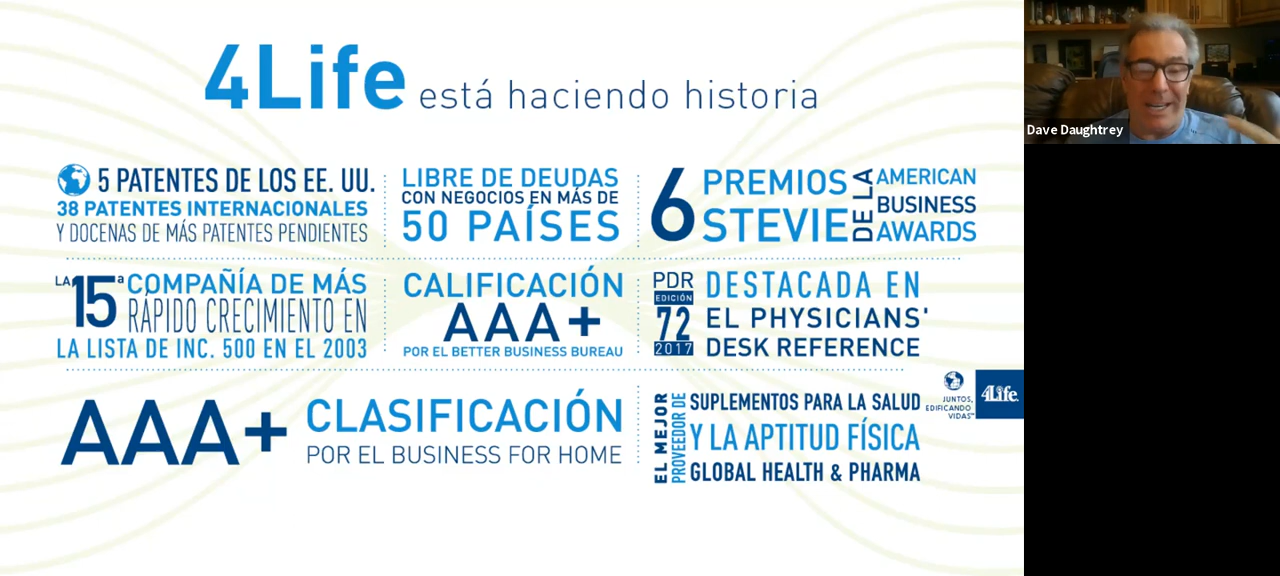 4Life está haciendo historia
5 PATENTES DE LOS EE. UU.
38 PATENTES INTERNACIONALES
Y DOCENAS DE MÁS PATENTES PENDIENTES
LIBRE DE DEUDAS
CON NEGOCIOS EN MÁS DE
50 PAÍSES
6 PREMIOS
STEVIE
DE LA
AMERICAN
BUSINESS
AWARDS
LA 15ª COMPAÑÍA DE MÁS
RÁPIDO CRECIMIENTO EN
LA LISTA DE INC. 500 EN EL 2003
CALIFICACIÓN
AAA+
POR EL BETTER BUSINESS BUREAU
PDR
EDICIÓN
72
2017
DESTACADA EN
EL PHYSICIANS'
DESK REFERENCE
AAA+
CLASIFICACIÓN
POR EL BUSINESS FOR HOME
EL MEJOR
PROVEEDOR DE
SUPLEMENTOS PARA LA SALUD
Y LA APTITUD FÍSICA
GLOBAL HEALTH & PHARMA
JUNTOS,
EDIFICANDO
VIDAS™
4Life.
Dave Daughtrey